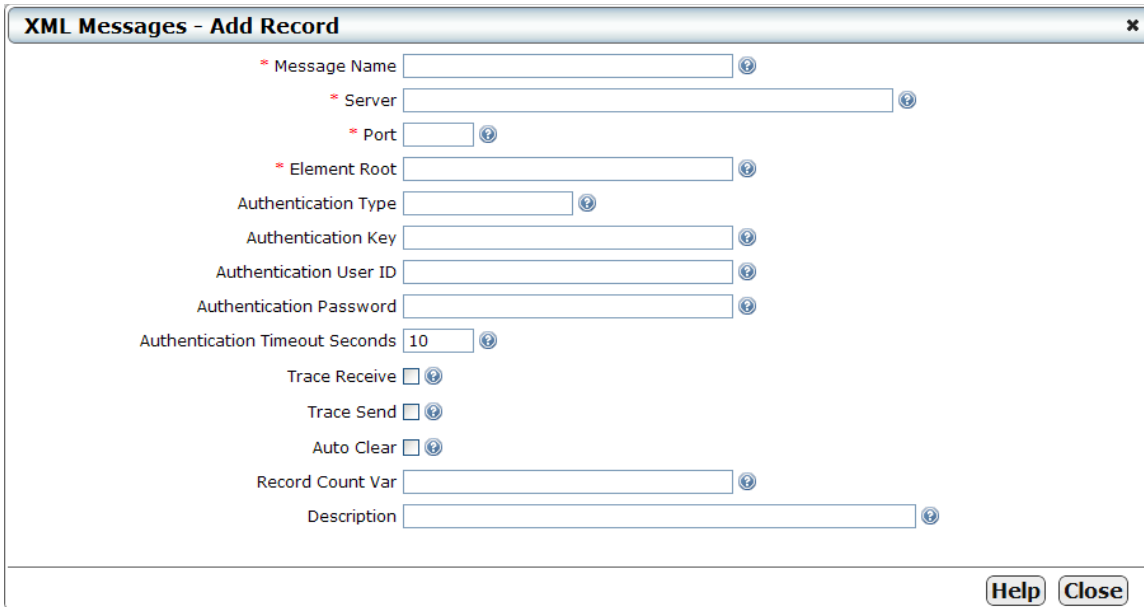 XML Messages - Add Record
* Message Name
* Server
* Port
* Element Root
Authentication Type
Authentication Key
Authentication User ID
Authentication Password
Authentication Timeout Seconds 10
Trace Receive
Trace Send
Auto Clear
Record Count Var
Description
Help Close